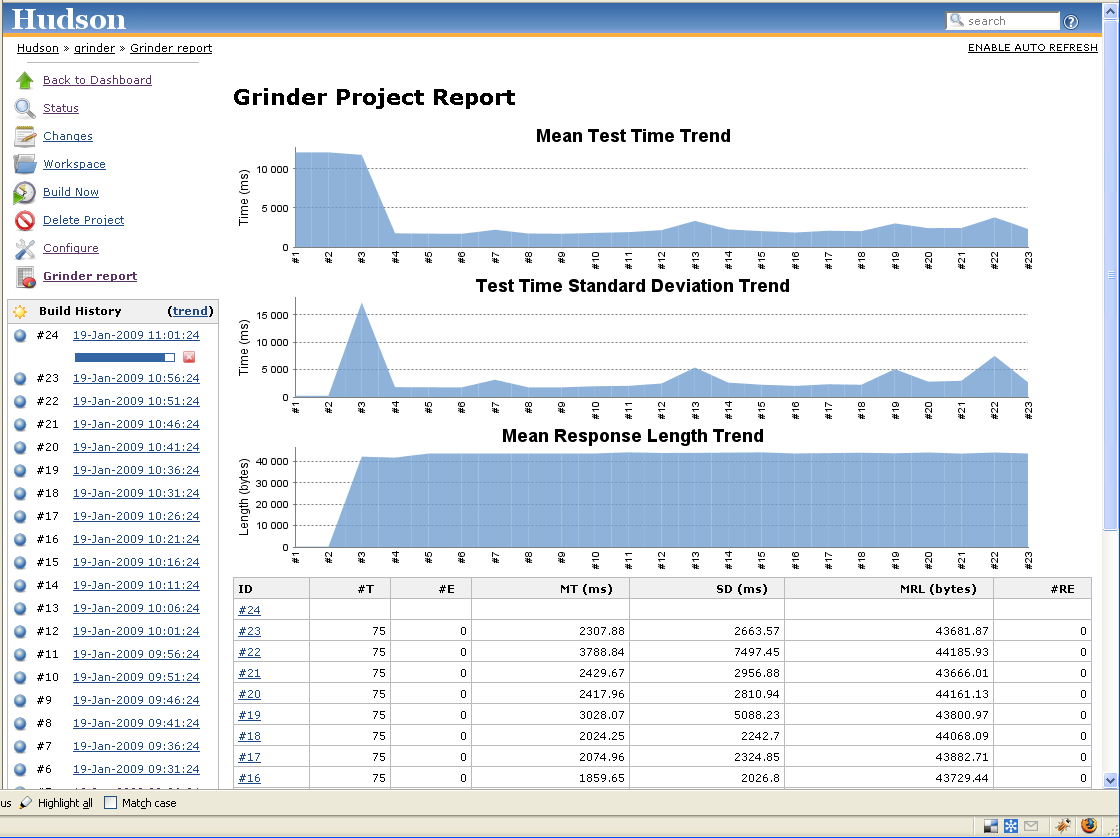 Hudson
search
Hudson » grinder » Grinder report
ENABLE AUTO REFRESH
Back to Dashboard
Status
Changes
Workspace
Build Now
Delete Project
Configure
Grinder report
Build History (trend)
#24 19-Jan-2009 11:01:24
#23 19-Jan-2009 10:56:24
#22 19-Jan-2009 10:51:24
#21 19-Jan-2009 10:46:24
#20 19-Jan-2009 10:41:24
#19 19-Jan-2009 10:36:24
#18 19-Jan-2009 10:31:24
#17 19-Jan-2009 10:26:24
#16 19-Jan-2009 10:21:24
#15 19-Jan-2009 10:16:24
#14 19-Jan-2009 10:11:24
#13 19-Jan-2009 10:06:24
#12 19-Jan-2009 10:01:24
#11 19-Jan-2009 09:56:24
#10 19-Jan-2009 09:51:24
#9 19-Jan-2009 09:46:24
#8 19-Jan-2009 09:41:24
#7 19-Jan-2009 09:36:24
#6 19-Jan-2009 09:31:24
Grinder Project Report
Mean Test Time Trend
Time (ms)
10 000
5 000
0
#1 #2 #3 #4 #5 #6 #7 #8 #9 #10 #11 #12 #13 #14 #15 #16 #17 #18 #19 #20 #21 #22 #23
Test Time Standard Deviation Trend
Time (ms)
15 000
10 000
5 000
0
#1 #2 #3 #4 #5 #6 #7 #8 #9 #10 #11 #12 #13 #14 #15 #16 #17 #18 #19 #20 #21 #22 #23
Mean Response Length Trend
Length (bytes)
40 000
30 000
20 000
10 000
0
#1 #2 #3 #4 #5 #6 #7 #8 #9 #10 #11 #12 #13 #14 #15 #16 #17 #18 #19 #20 #21 #22 #23
ID #T #E MT (ms) SD (ms) MRL (bytes) #RE
#24
#23 75 0 2307.88 2663.57 43681.87 0
#22 75 0 3788.84 7497.45 44185.93 0
#21 75 0 2429.67 2956.88 43666.01 0
#20 75 0 2417.96 2810.94 44161.13 0
#19 75 0 3028.07 5088.23 43800.97 0
#18 75 0 2024.25 2242.7 44068.09 0
#17 75 0 2074.96 2324.85 43882.71 0
#16 75 0 1859.65 2026.8 43729.44 0
us Highlight all Match case